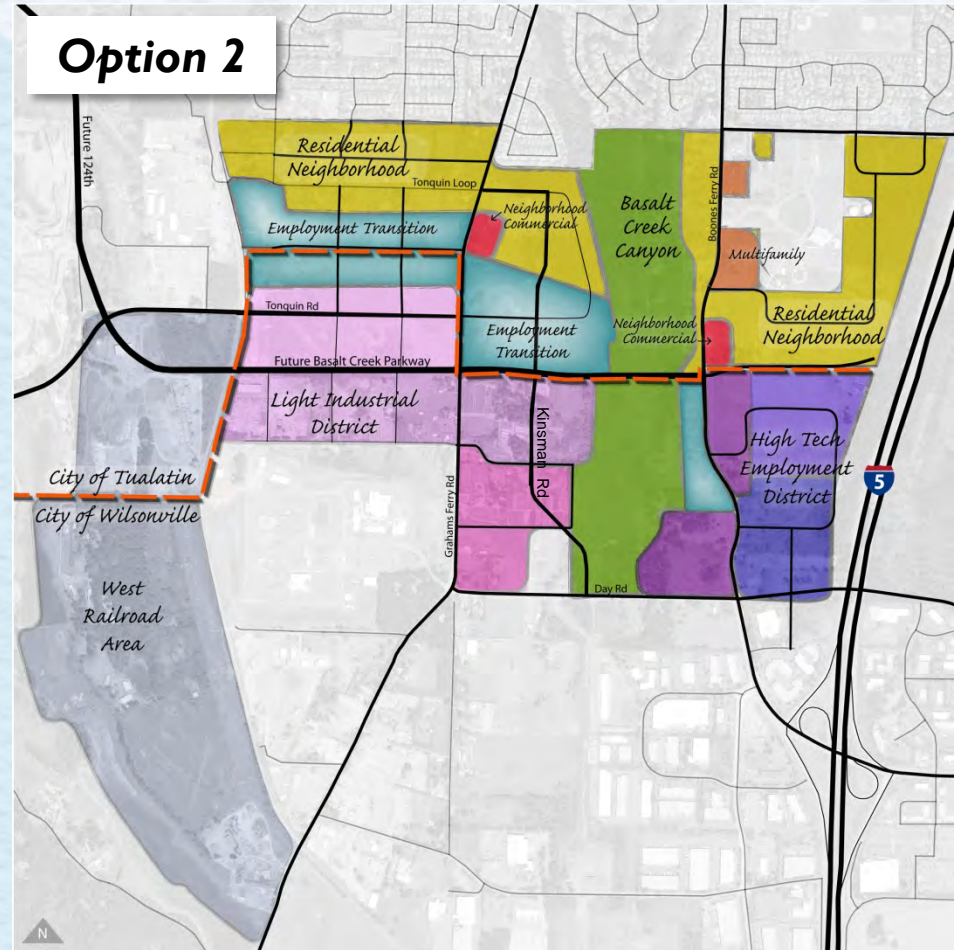 Option 2
Future 124th
Residential
Neighborhood
Tonquin Loop
Neighborhood
Commercial
Employment Transition
Basalt
Creek
Canyon
Boones Ferry Rd
Multifamily
Tonquin Rd
Employment
Transition
Neighborhood
Commercial
Residential
Neighborhood
Future Basalt Creek Parkway
Light Industrial
District
Kinsman Rd
High Tech
Employment
District
5
City of Tualatin
City of Wilsonville
Grahams Ferry Rd
West
Railroad
Area
Day Rd
N